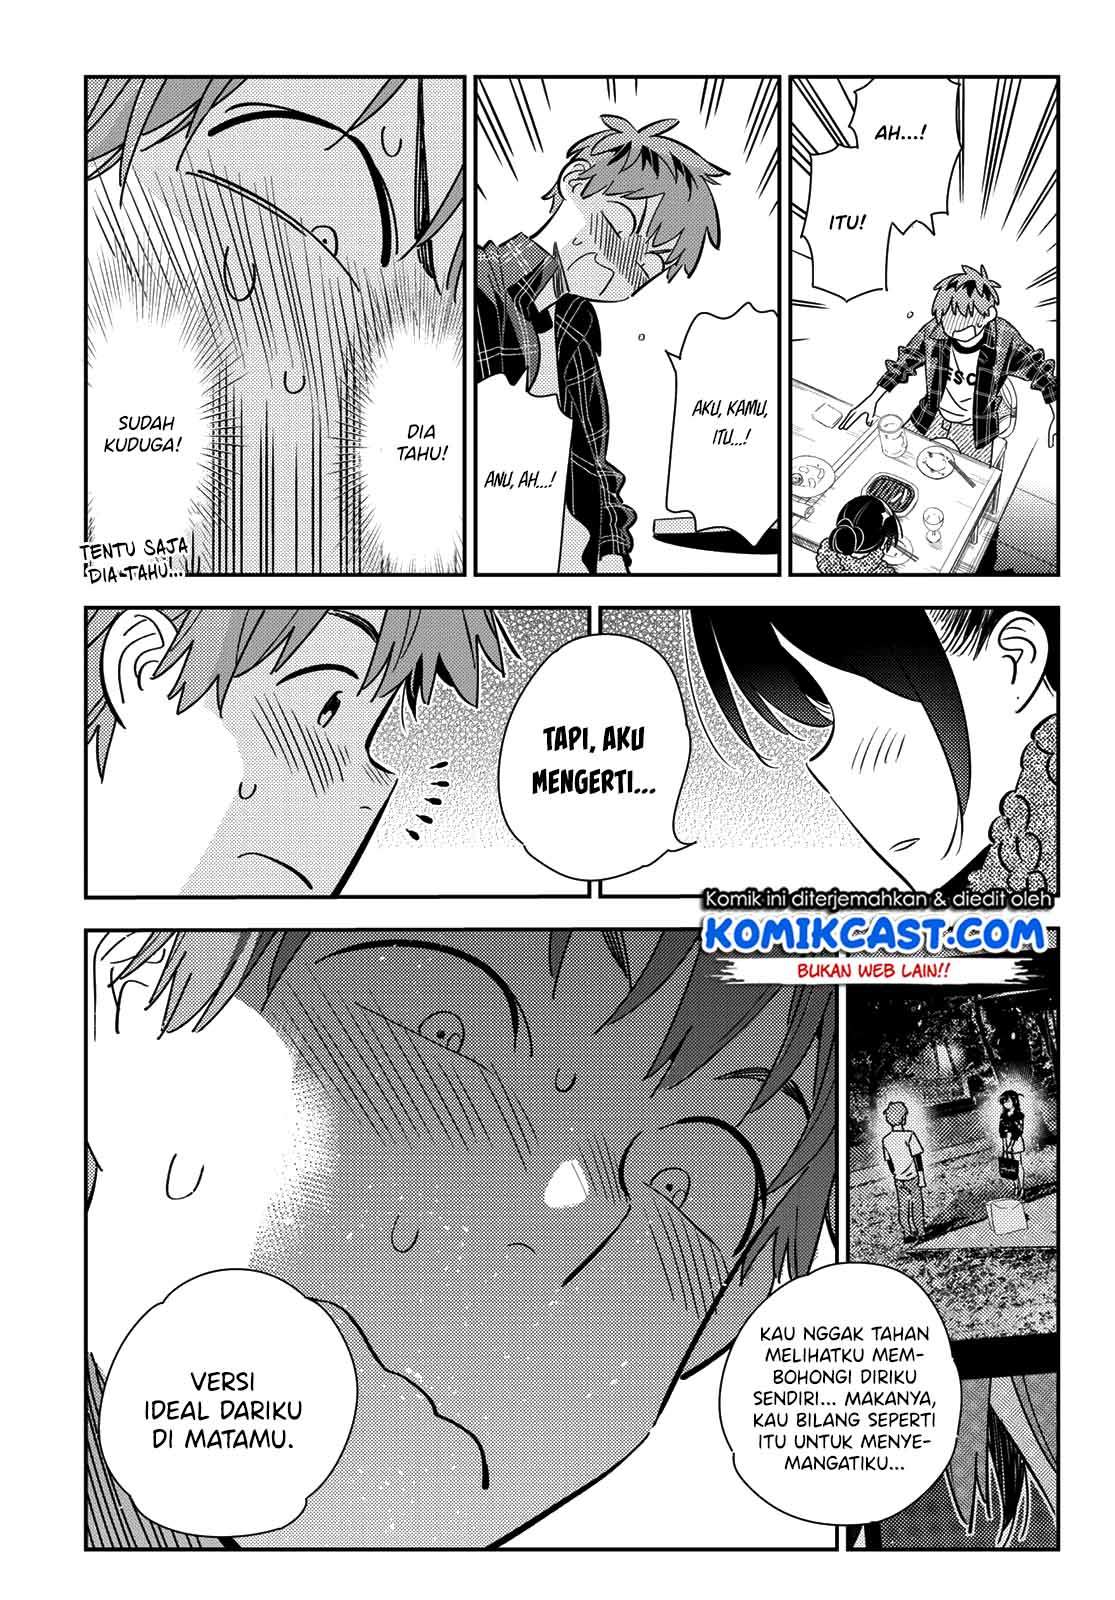 AH...!
ITU!
ESC
AKU, KAMU,
ITU...!
ANU, AH...!
DIA
TAHU!
SUDAH
KUDUGA!
TENTU SAJA
DIA TAHU!...
TAPI, AKU
MENGERTI...
Komik ini diterjemahkan & diedit oleh
KOMIKCAST.COM
BUKAN WEB LAIN!!
KAU NGGAK TAHAN
MELIHATKU MEM-
BOHONGI DIRIKU
SENDIRI... MAKANYA,
KAU BILANG SEPERTI
ITU UNTUK MENYE-
MANGATIKU...
VERSI
IDEAL DARIKU
DI MATAMU.